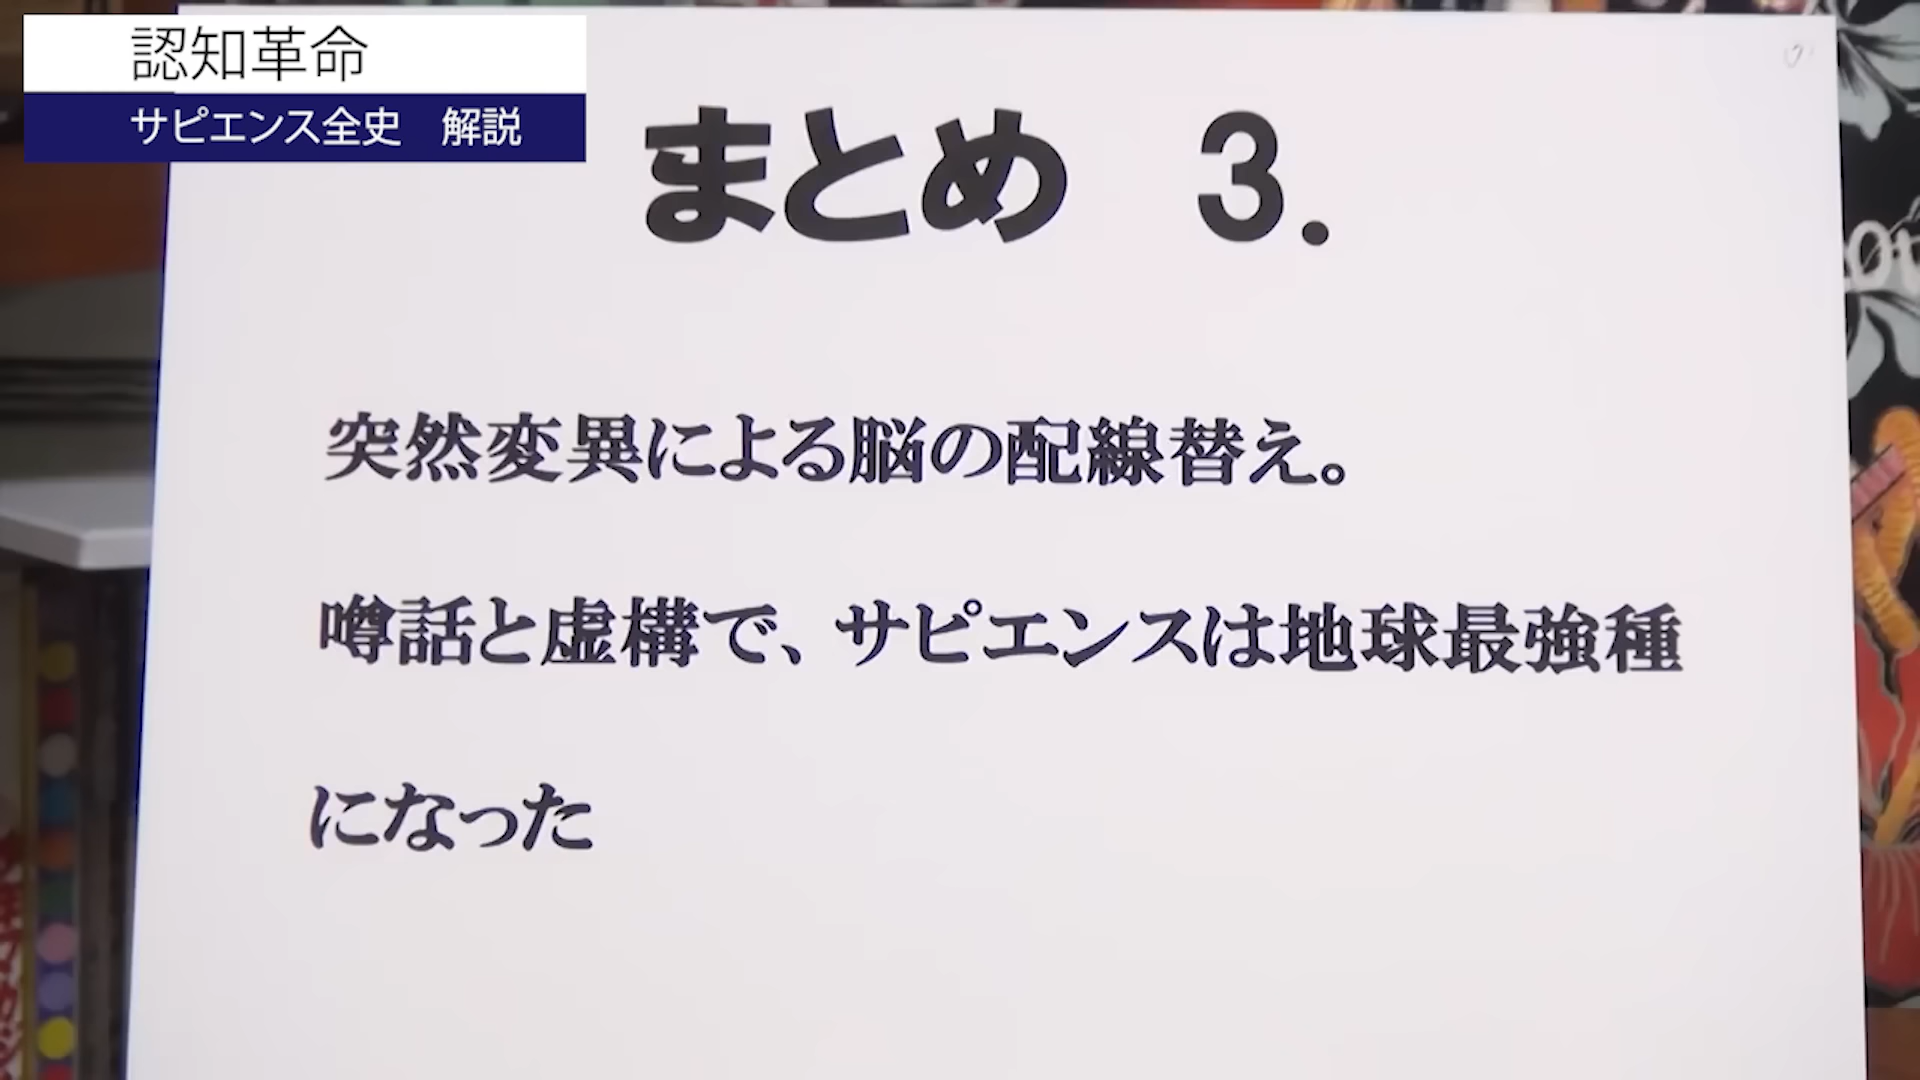 認知革命
サピエンス全史 解説
まとめ 3.
突然変異による脳の配線替え。
噂話と虚構で、サピエンスは地球最強種
になった